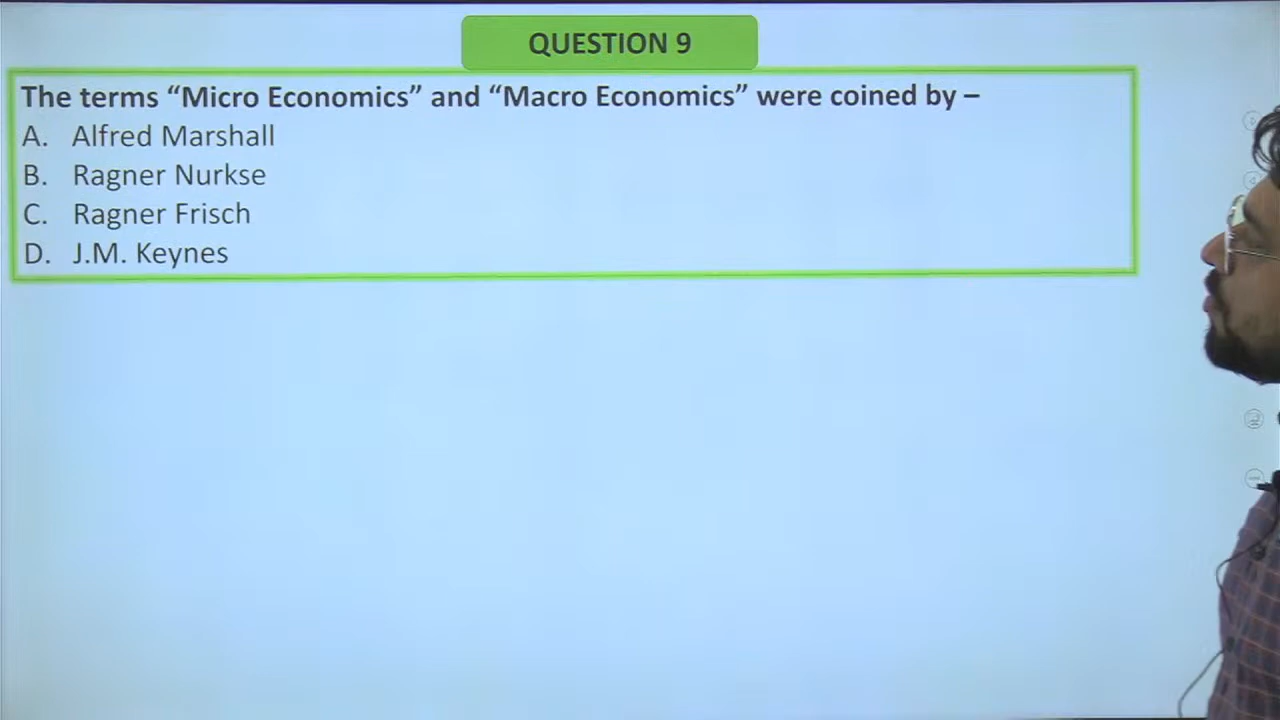 QUESTION 9
The terms “Micro Economics” and “Macro Economics” were coined by –
A. Alfred Marshall
B. Ragner Nurkse
C. Ragner Frisch
D. J.M. Keynes